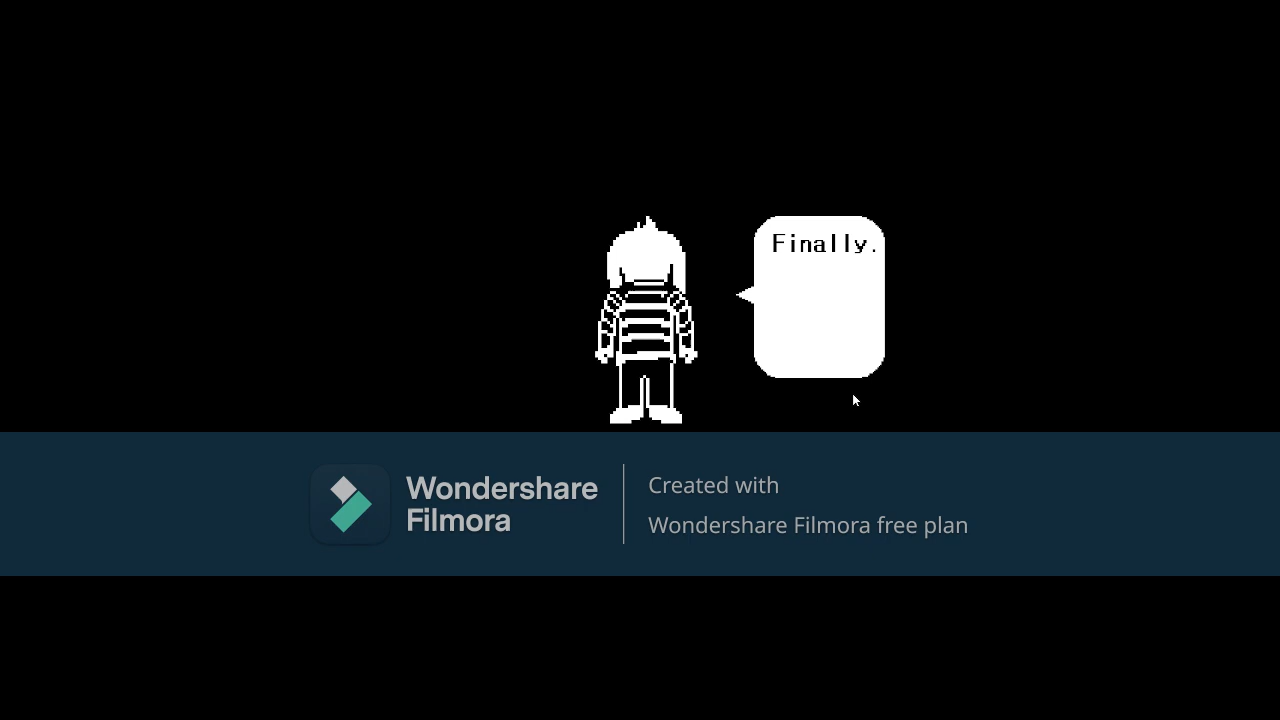 Finally.
Wondershare
Filmora
Created with
Wondershare Filmora free plan